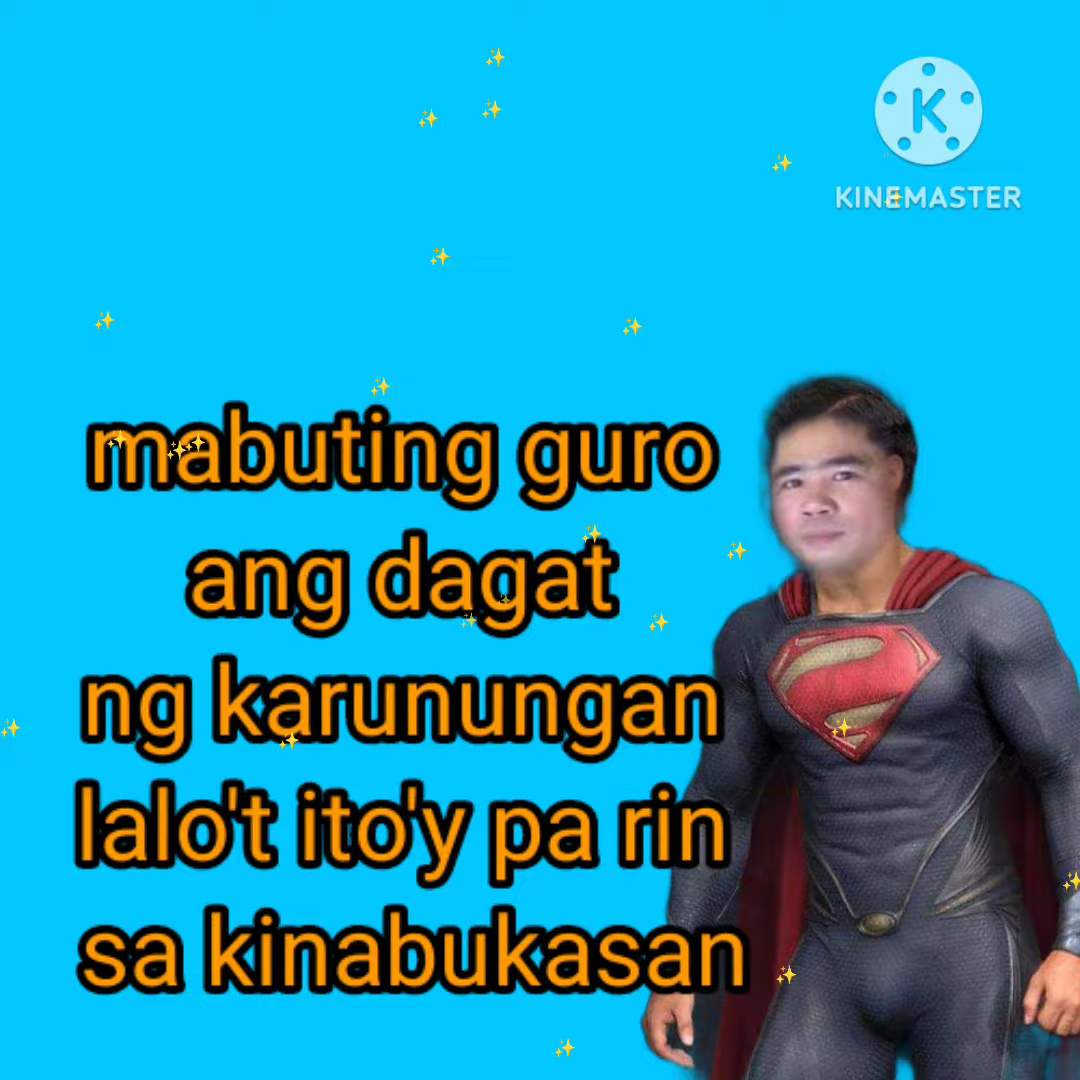 K
KINEMASTER
mabuting guro
ang dagat
ng karunungan
lalo't ito'y pa rin
sa kinabukasan